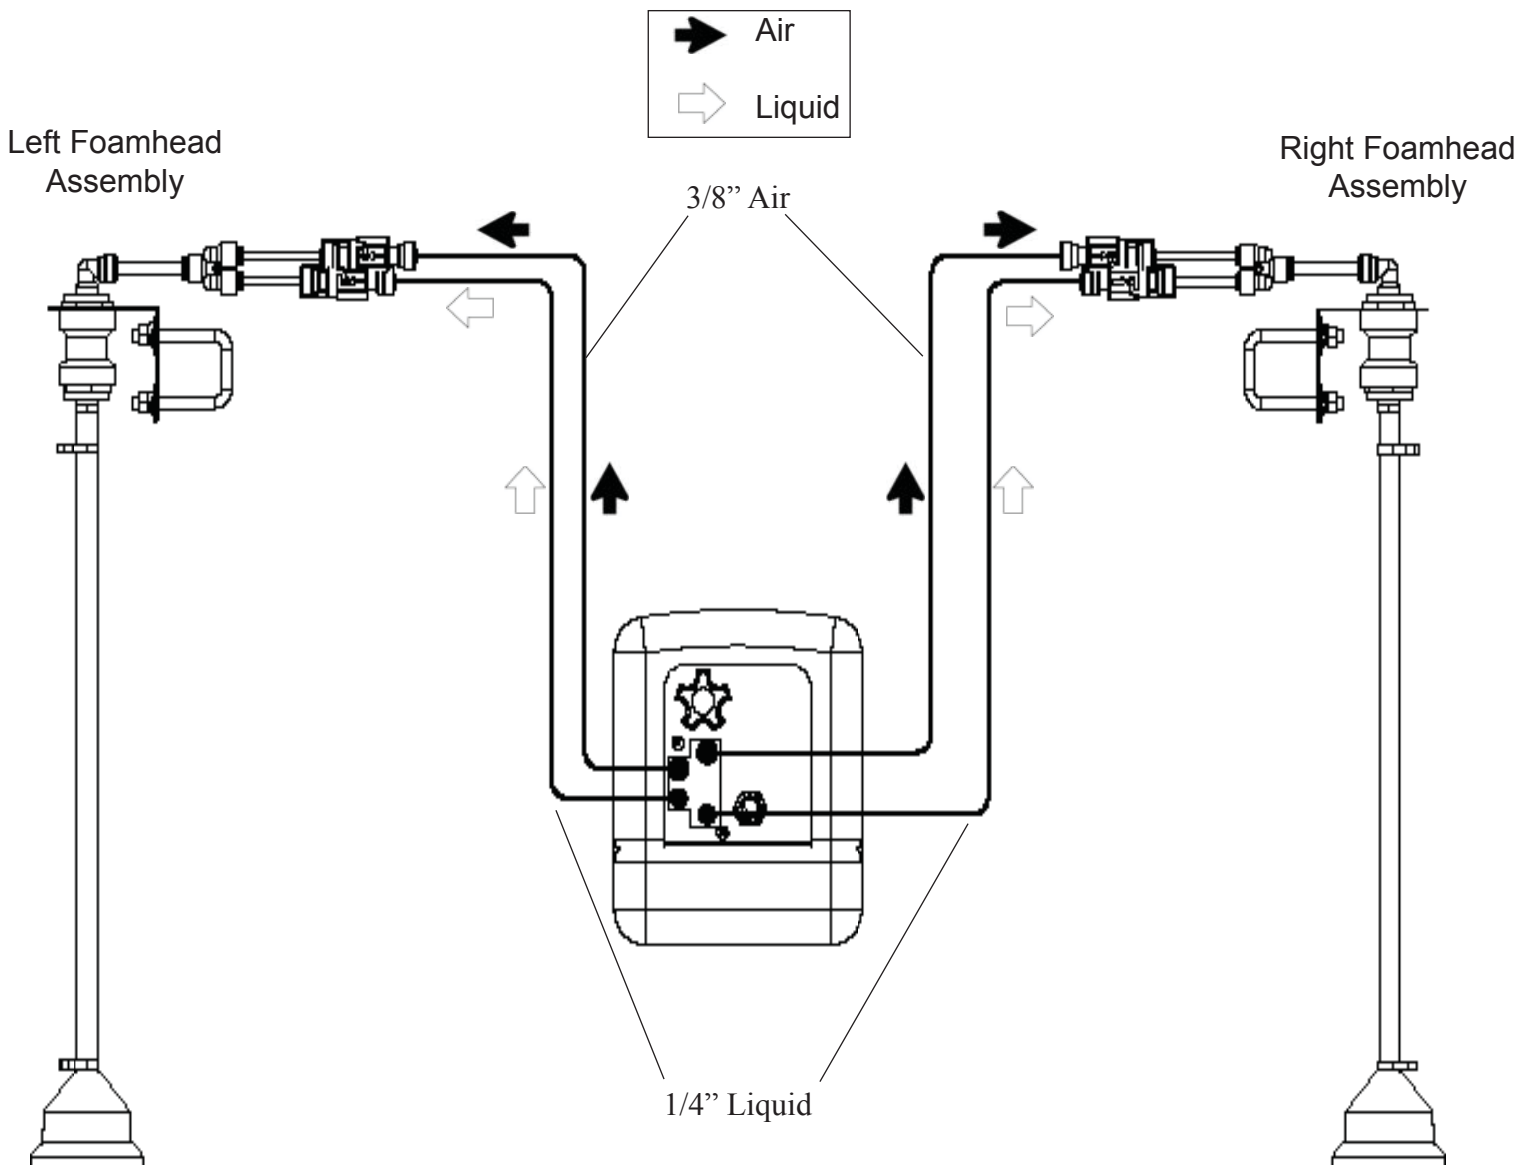 Air
Liquid
Left Foamhead
Assembly
Right Foamhead
Assembly
3/8” Air
1/4” Liquid